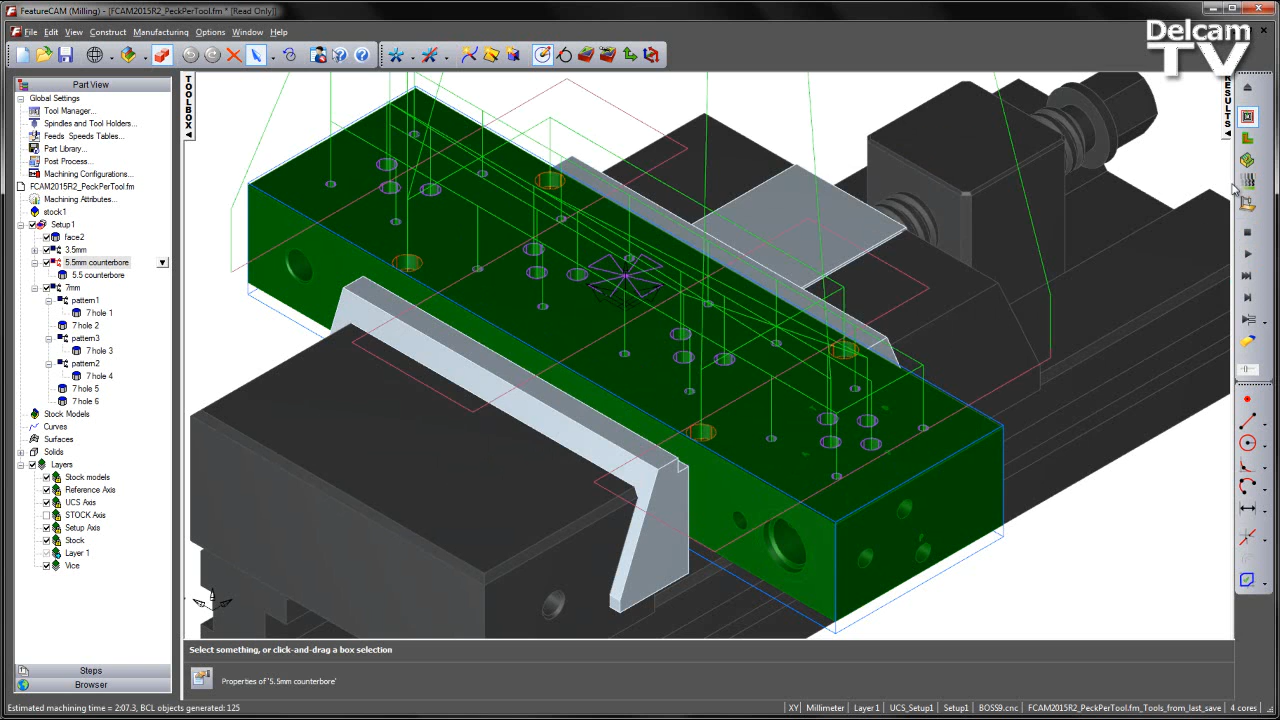 FeatureCAM (Milling) - [FCAM2015R2_PeckPerTool.fm * [Read Only]]
Delcam
TV
File Edit View Construct Manufacturing Options Window Help
Part View
Global Settings
Tool Manager...
Spindles and Tool Holders...
Feeds Speeds Tables...
Part Library...
Post Process...
Machining Configurations...
FCAM2015R2_PeckPerTool.fm
Machining Attributes...
stock1
Setup1
face2
3.5mm
5.5mm counterbore
5.5 counterbore
7mm
pattern1
7 hole 1
7 hole 2
pattern3
7 hole 3
pattern2
7 hole 4
7 hole 5
7 hole 6
Stock Models
Curves
Surfaces
Solids
Layers
Stock models
Reference Axis
UCS Axis
STOCK Axis
Setup Axis
Stock
Layer 1
Vice
Steps
Browser
TOOLBOX
RESULTS
Select something, or click-and-drag a box selection
Properties of '5.5mm counterbore'
Estimated machining time = 2:07.3, BCL objects generated: 125
XY Millimeter Layer 1 UCS_Setup1 Setup1 BOSS9.cnc FCAM2015R2_PeckPerTool.fm_Tools_from_last_save 4 cores